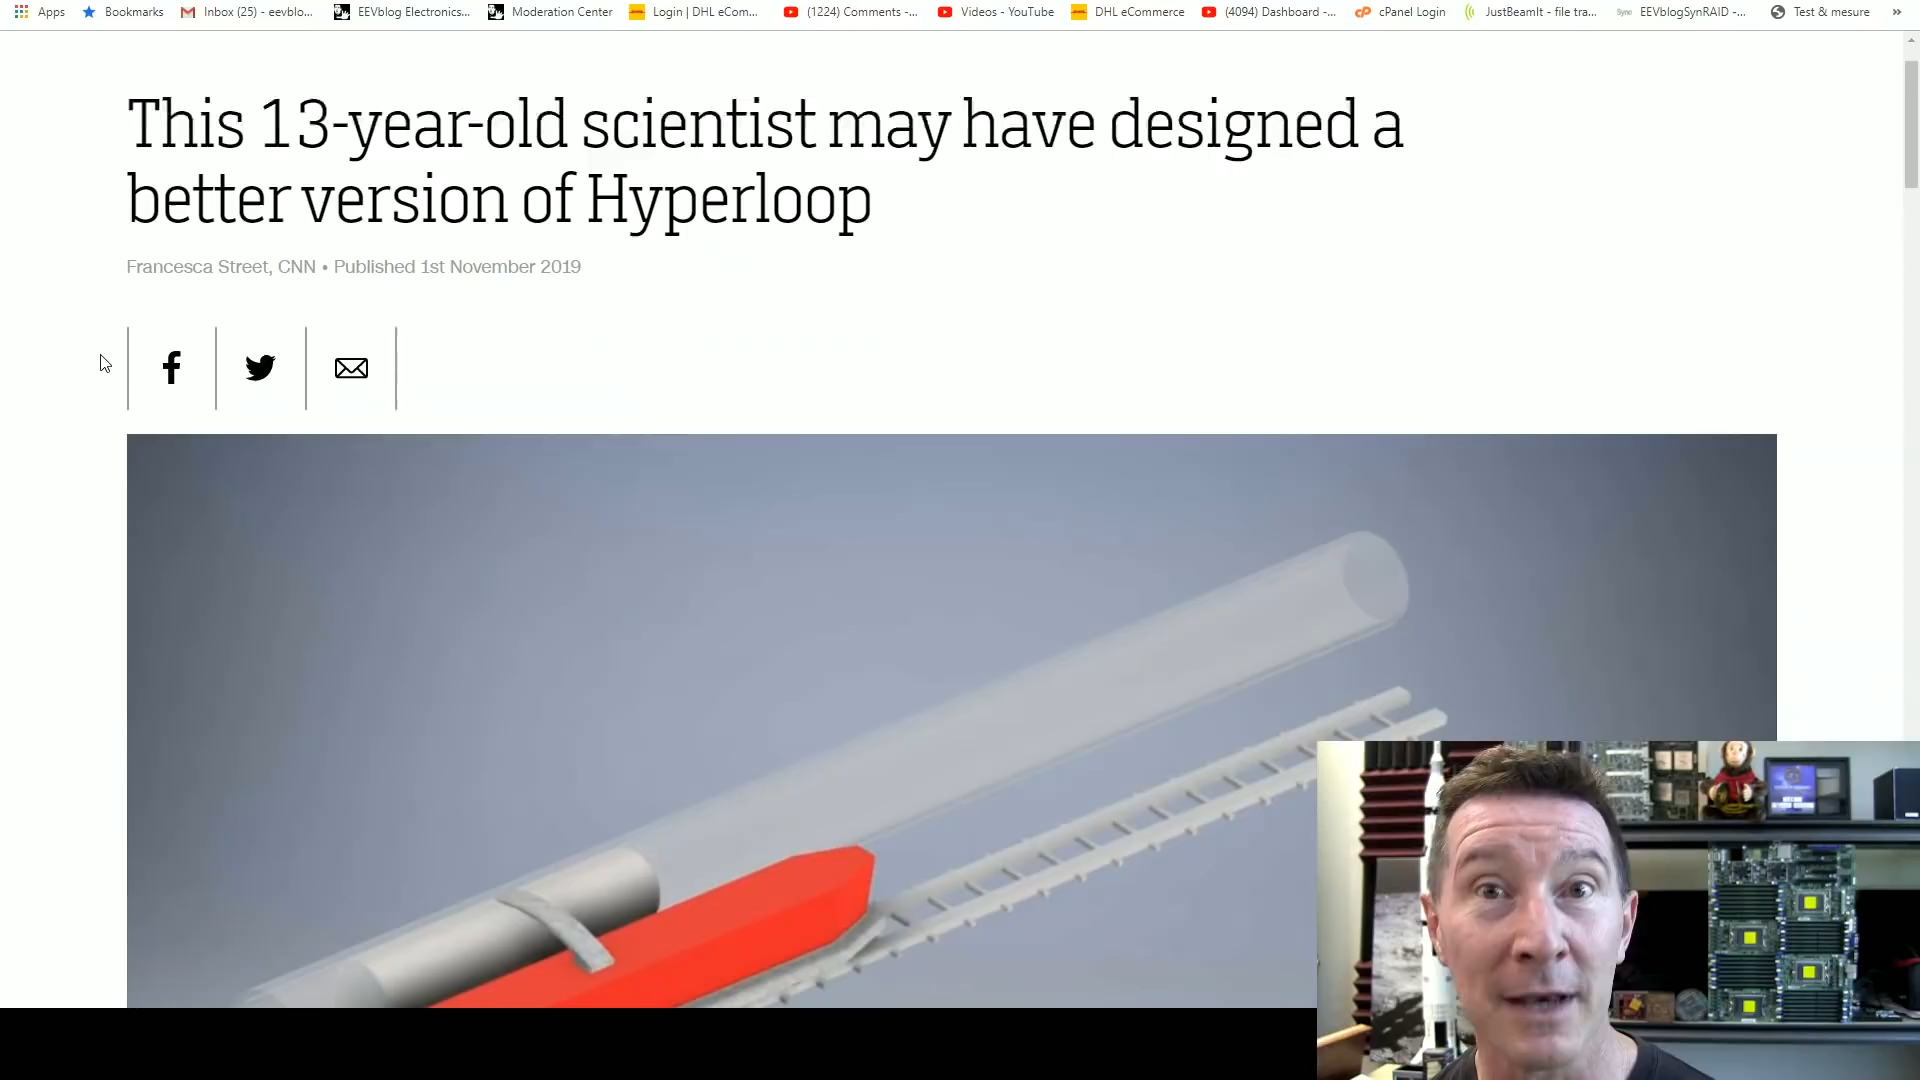 Apps
Bookmarks
Inbox (25) - eevblo...
EEVblog Electronics...
Moderation Center
Login | DHL eCom...
(1224) Comments -...
Videos - YouTube
DHL eCommerce
(4094) Dashboard -...
cPanel Login
JustBeamIt - file tra...
Syno
EEVblogSynRAID -...
Test & mesure
»
This 13-year-old scientist may have designed a
better version of Hyperloop
Francesca Street, CNN • Published 1st November 2019